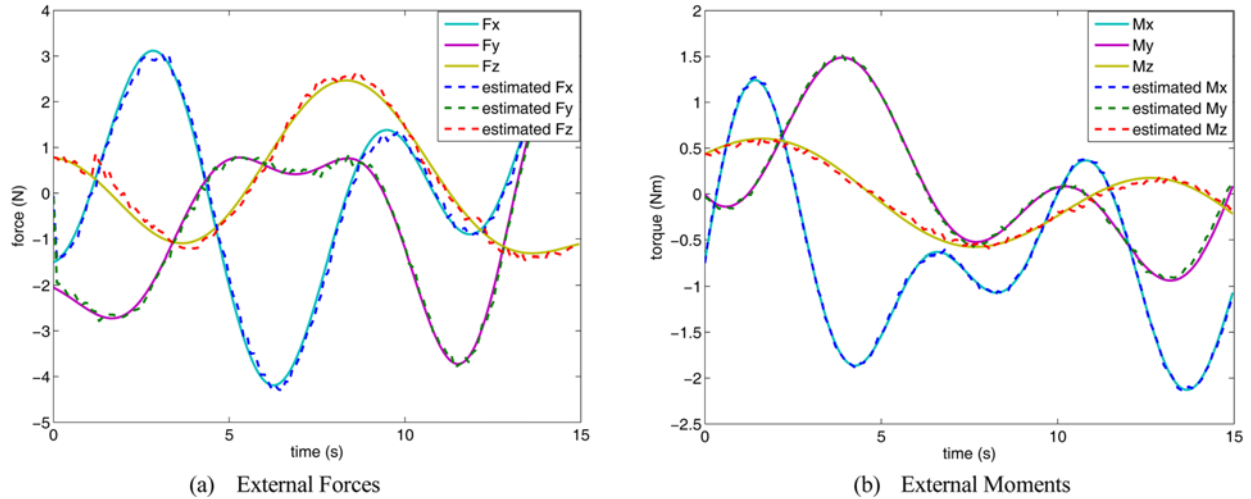 5
4
3
2
1
0
−1
−2
−3
−4
−5
force (N)
0 5 10 15
time (s)
Fx
Fy
Fz
estimated Fx
estimated Fy
estimated Fz
(a) External Forces
2
1.5
1
0.5
0
−0.5
−1
−1.5
−2
−2.5
torque (Nm)
0 5 10 15
time (s)
Mx
My
Mz
estimated Mx
estimated My
estimated Mz
(b) External Moments